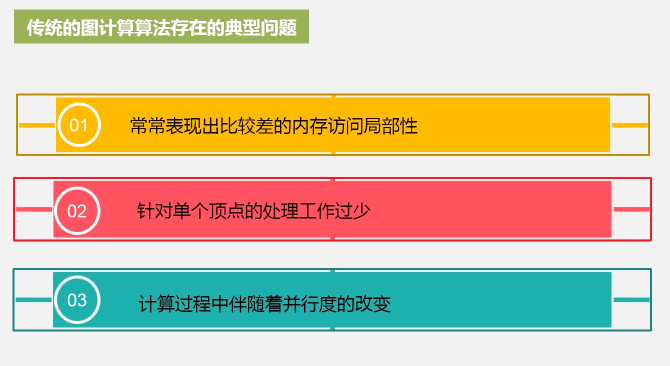 传统的图计算算法存在的典型问题
01 常常表现出比较差的内存访问局部性
02 针对单个顶点的处理工作过少
03 计算过程中伴随着并行度的改变